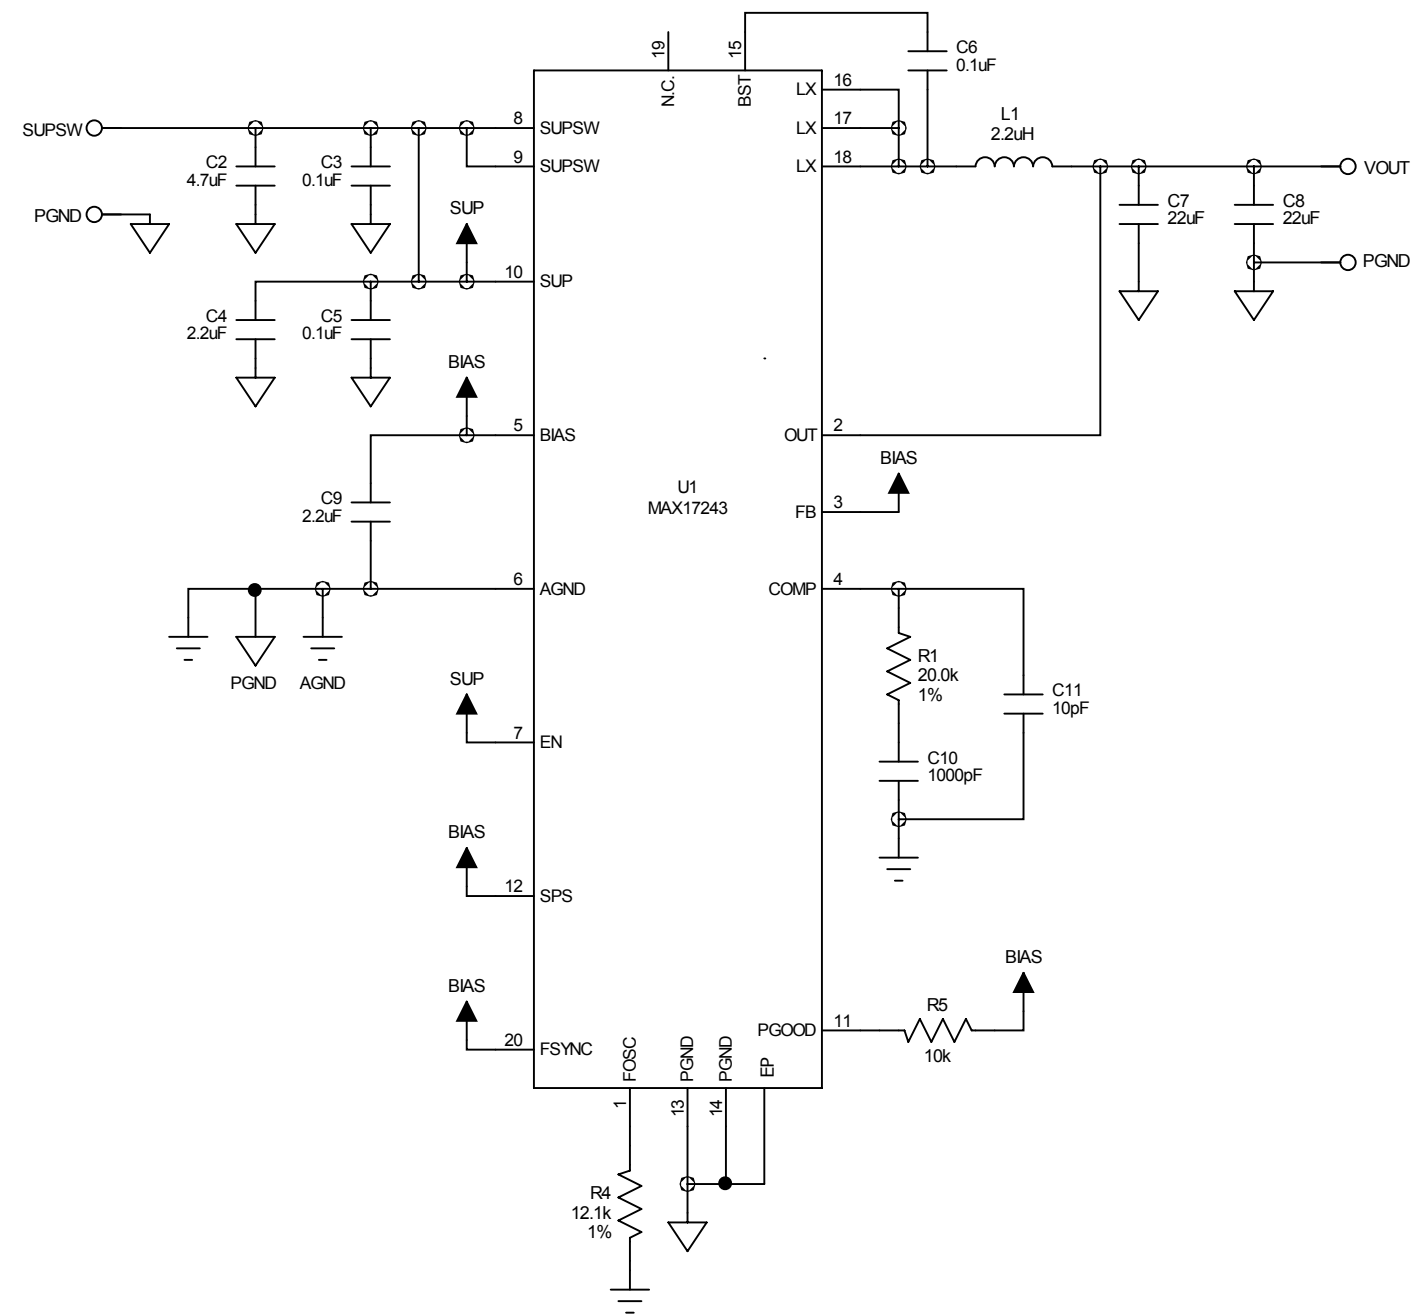 19
N.C.
15
BST
C6
0.1uF
LX
16
LX
17
LX
18
L1
2.2uH
VOUT
SUPSW
8
SUPSW
9
SUPSW
C2
4.7uF
C3
0.1uF
PGND
SUP
10
SUP
C7
22uF
C8
22uF
PGND
C4
2.2uF
C5
0.1uF
BIAS
5
BIAS
OUT
2
BIAS
U1
MAX17243
FB
3
C9
2.2uF
6
AGND
COMP
4
PGND
AGND
R1
20.0k
1%
C11
10pF
SUP
7
EN
C10
1000pF
BIAS
12
SPS
BIAS
20
FSYNC
BIAS
PGOOD
11
R5
10k
FOSC
PGND
PGND
EP
1
13
14
R4
12.1k
1%